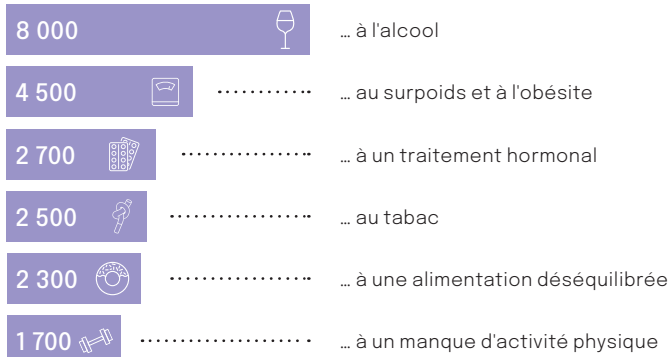 8 000 … à l'alcool
4 500 … au surpoids et à l'obésite
2 700 … à un traitement hormonal
2 500 … au tabac
2 300 … à une alimentation déséquilibrée
1 700 … à un manque d'activité physique